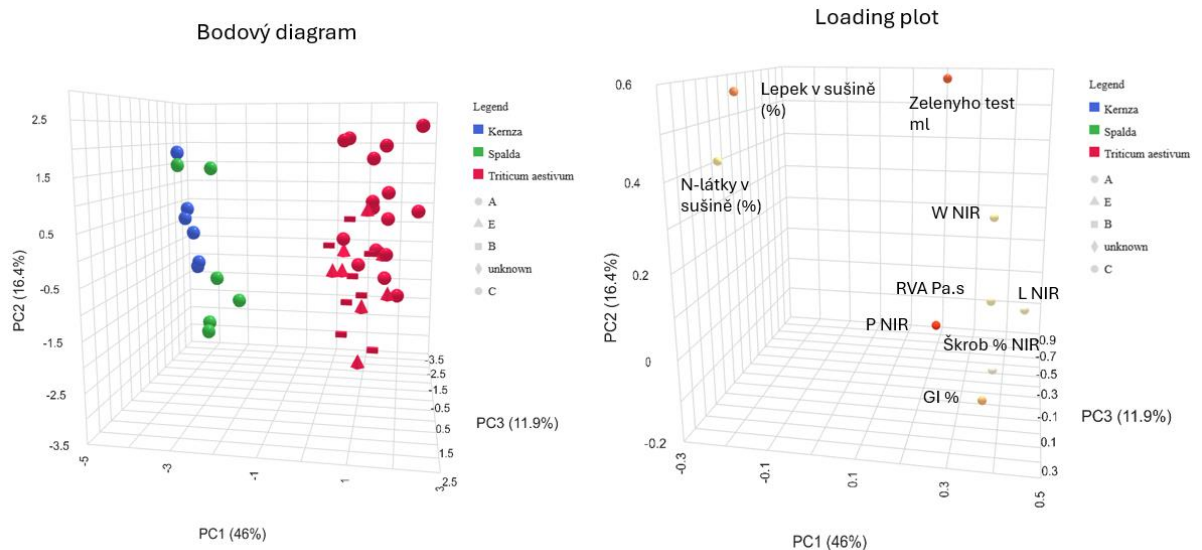 Bodový diagram
2.5
1.5
0.5
-0.5
-1.5
-2.5
-3.5
PC2 (16.4%)
-5
-3
-1
1
3
PC1 (46%)
-3.5
-2.5
-1.5
-0.5
0.5
1.5
2.5
PC3 (11.9%)
Legend
Kernza
Spalda
Triticum aestivum
A
E
B
unknown
C
Loading plot
0.6
0.4
0.2
0
-0.2
PC2 (16.4%)
-0.3
-0.1
0.1
0.3
0.5
PC1 (46%)
0.9
-0.7
-0.5
-0.3
-0.1
0.1
0.3
PC3 (11.9%)
Lepek v sušině
(%)
Zelenyho test
ml
N-látky v
sušině (%)
W NIR
RVA Pa.s
L NIR
P NIR
Škrob % NIR
GI %
Legend
Kernza
Spalda
Triticum aestivum
A
E
B
unknown
C